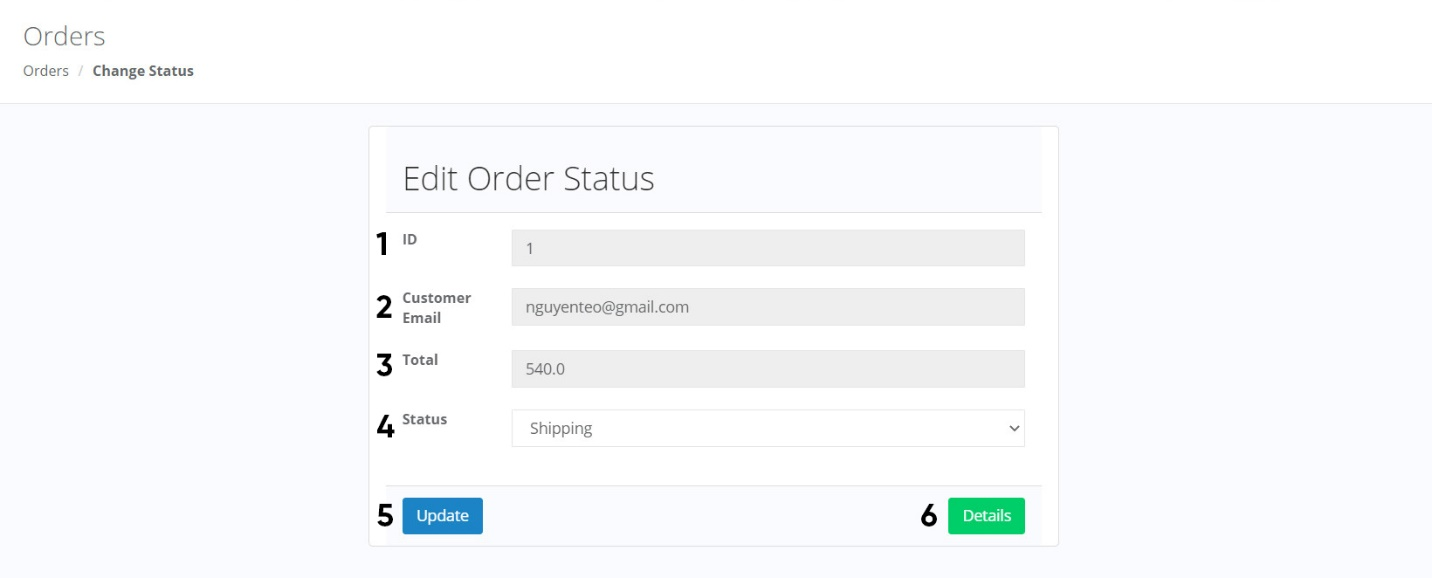 Orders
Orders / Change Status
Edit Order Status
1 ID 1
2 Customer Email nguyenteo@gmail.com
3 Total 540.0
4 Status Shipping
5 Update 6 Details